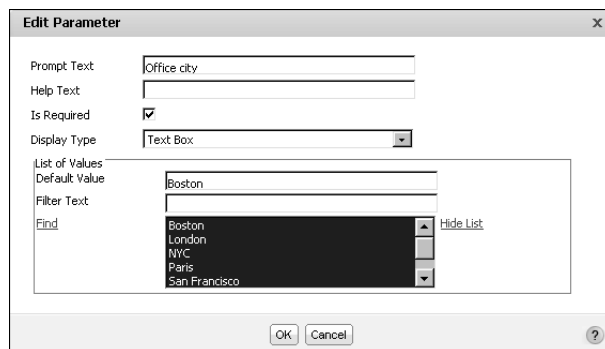 Edit Parameter x
Prompt Text Office city
Help Text
Is Required
Display Type Text Box
List of Values
Default Value Boston
Filter Text
Find Boston Hide List
London
NYC
Paris
San Francisco
OK Cancel ?